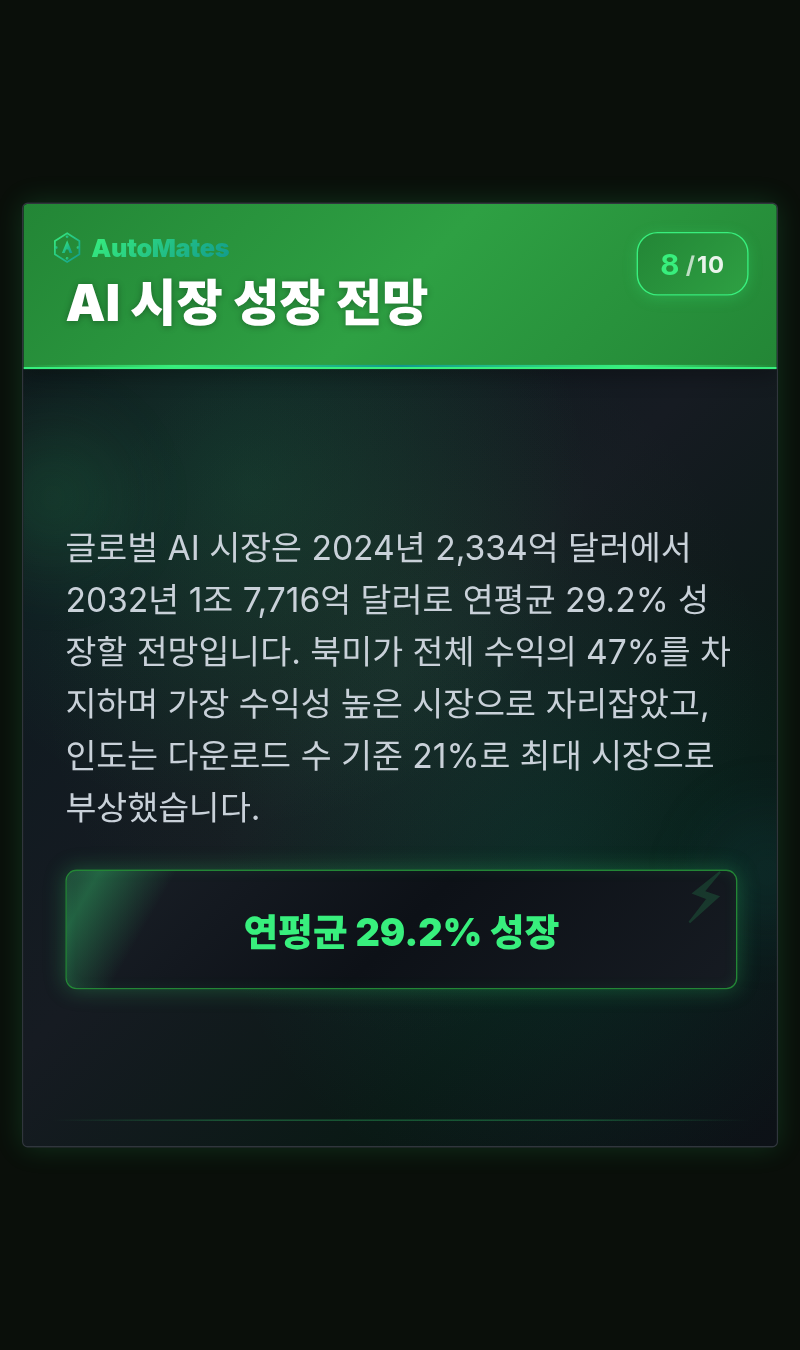 AutoMates
8 /10
AI 시장 성장 전망
글로벌 AI 시장은 2024년 2,334억 달러에서
2032년 1조 7,716억 달러로 연평균 29.2% 성
장할 전망입니다. 북미가 전체 수익의 47%를 차
지하며 가장 수익성 높은 시장으로 자리잡았고,
인도는 다운로드 수 기준 21%로 최대 시장으로
부상했습니다.
연평균 29.2% 성장